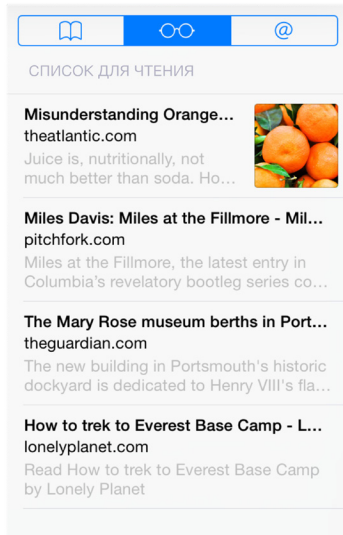 @
СПИСОК ДЛЯ ЧТЕНИЯ
Misunderstanding Orange...
theatlantic.com
Juice is, nutritionally, not
much better than soda. Ho...
Miles Davis: Miles at the Fillmore - Mil...
pitchfork.com
Miles at the Fillmore, the latest entry in
Columbia's revelatory bootleg series co...
The Mary Rose museum berths in Port...
theguardian.com
The new building in Portsmouth's historic
dockyard is dedicated to Henry VIII's fla...
How to trek to Everest Base Camp - L...
lonelyplanet.com
Read How to trek to Everest Base Camp
by Lonely Planet